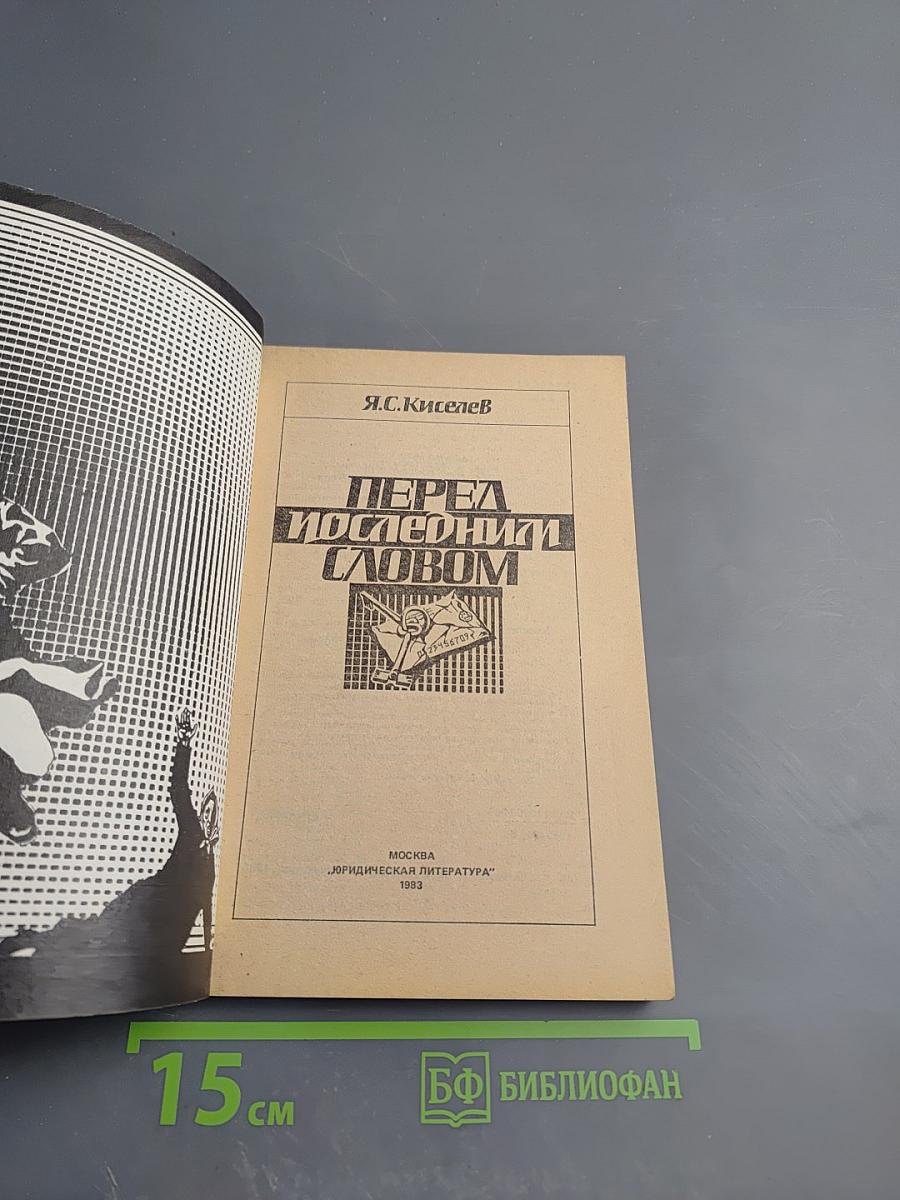 Я.С.Киселев
ПЕРЕД
ПОСЛЕДНИМ
СЛОВОМ
МОСКВА
„ЮРИДИЧЕСКАЯ ЛИТЕРАТУРА"
1983
15 см
БФ БИБЛИОФАН